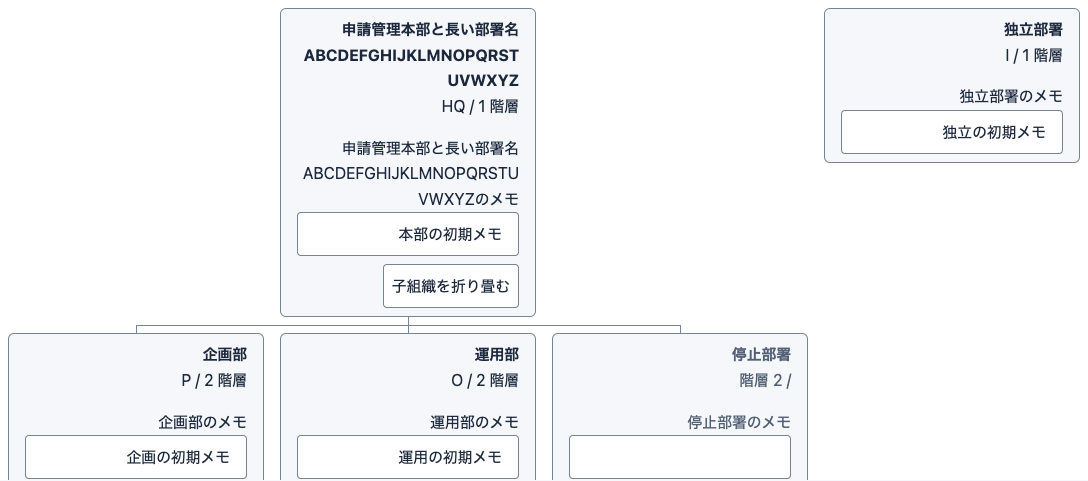 申請管理本部と長い部署名
ABCDEFGHIJKLMNOPQRST
UVWXYZ
HQ / 1 階層
申請管理本部と長い部署名
ABCDEFGHIJKLMNOPQRSTU
VWXYZのメモ
本部の初期メモ
子組織を折り畳む
独立部署
I / 1 階層
独立部署のメモ
独立の初期メモ
企画部
P / 2 階層
企画部のメモ
企画の初期メモ
運用部
O / 2 階層
運用部のメモ
運用の初期メモ
停止部署
階層 2 /
停止部署のメモ